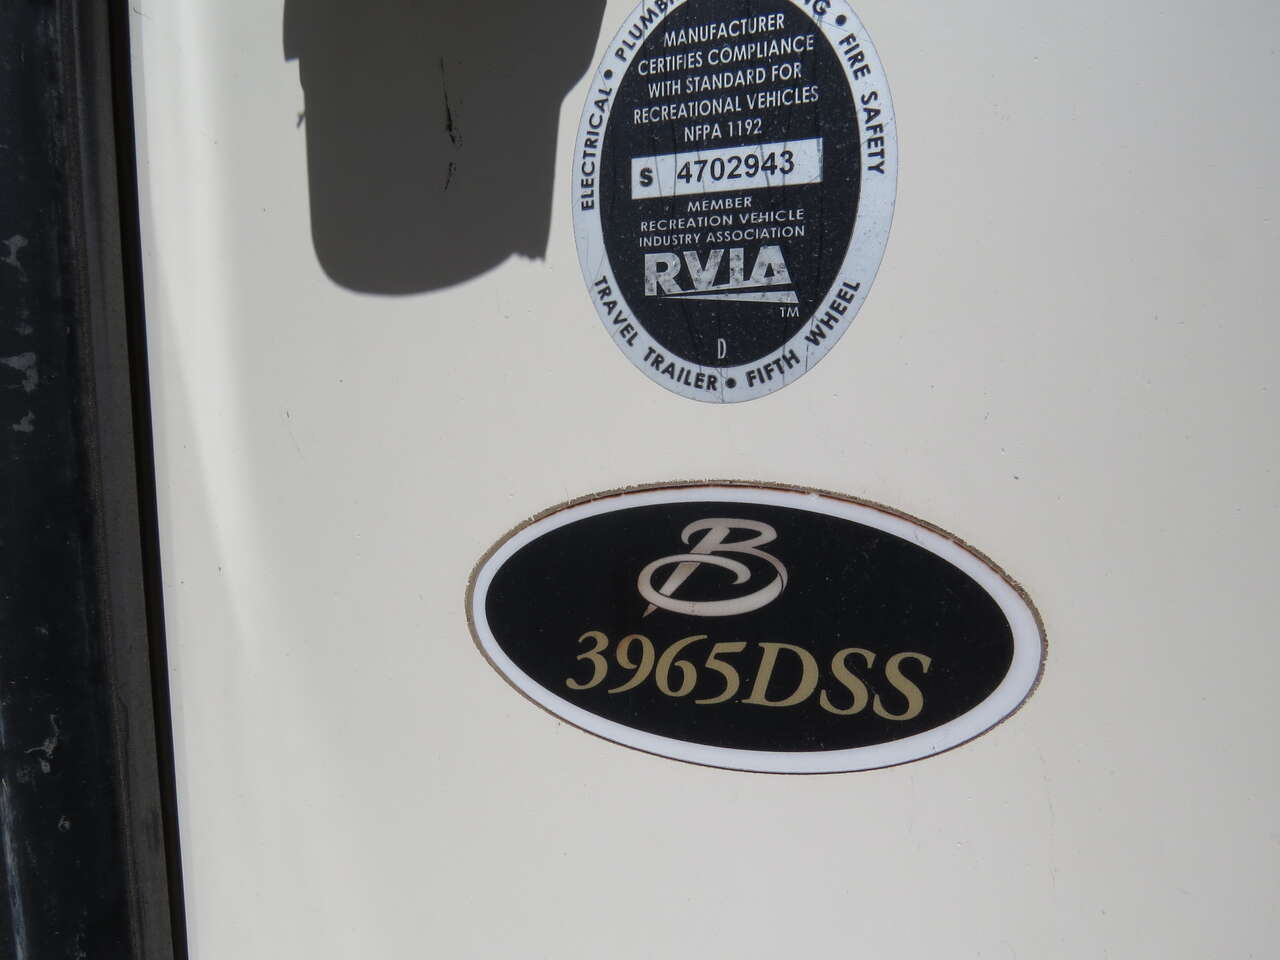 ELECTRICAL • PLUMB
G • FIRE SAFETY
MANUFACTURER
CERTIFIES COMPLIANCE
WITH STANDARD FOR
RECREATIONAL VEHICLES
NFPA 1192
S 4702943
MEMBER
RECREATION VEHICLE
INDUSTRY ASSOCIATION
RVIA
TM
D
TRAVEL TRAILER • FIFTH WHEEL
B
3965DSS